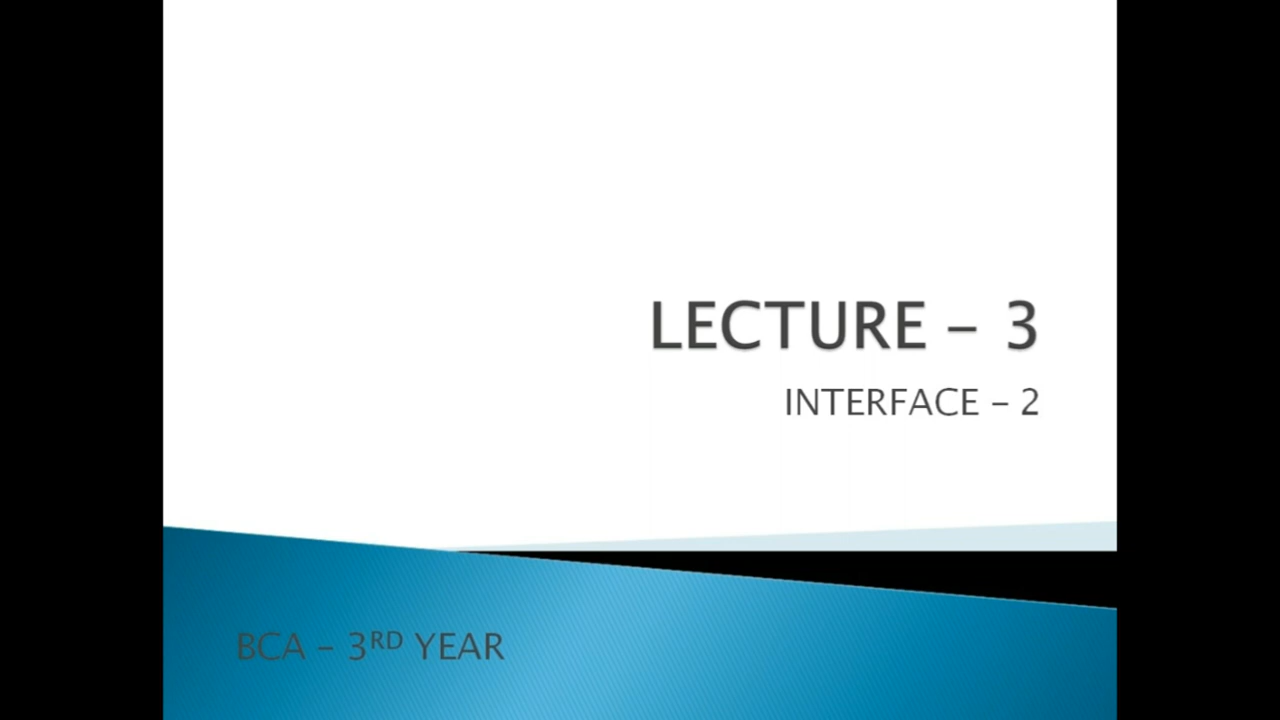 LECTURE – 3
INTERFACE – 2
BCA – 3RD YEAR